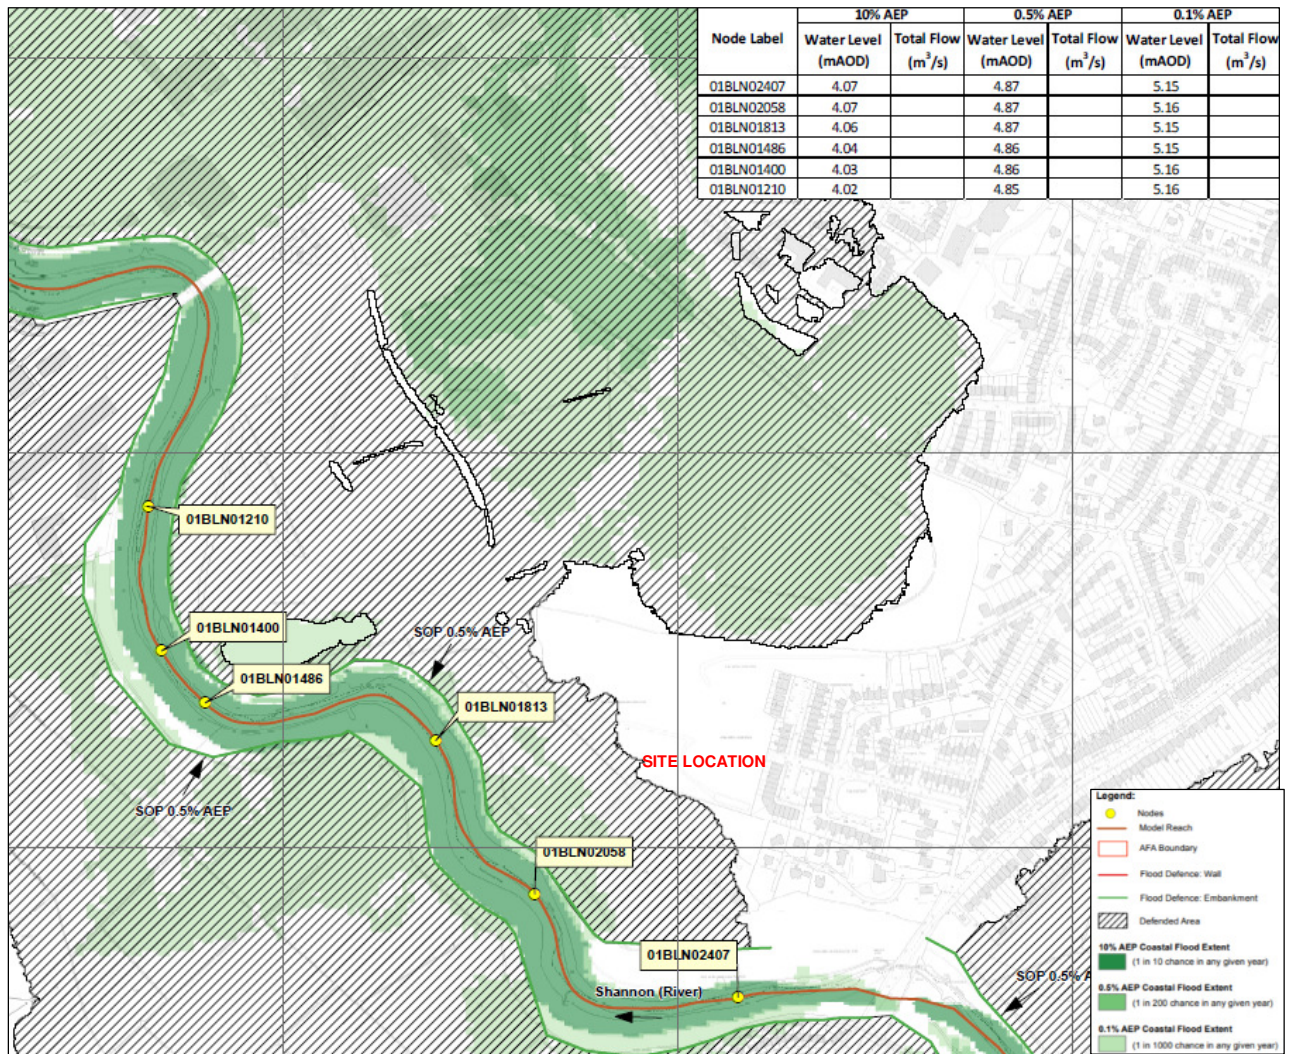 10% AEP 0.5% AEP 0.1% AEP
Node Label Water Level Total Flow Water Level Total Flow Water Level Total Flow
(mAOD) (m³/s) (mAOD) (m³/s) (mAOD) (m³/s)
01BLN02407 4.07 4.87 5.15
01BLN02058 4.07 4.87 5.16
01BLN01813 4.06 4.87 5.15
01BLN01486 4.04 4.86 5.15
01BLN01400 4.03 4.86 5.16
01BLN01210 4.02 4.85 5.16
01BLN01210
01BLN01400
SOP 0.5% AEP
01BLN01486
01BLN01813
SITE LOCATION
SOP 0.5% AEP
01BLN02058
01BLN02407
Shannon (River)
SOP 0.5% A
Legend:
Nodes
Model Reach
AFA Boundary
Flood Defence: Wall
Flood Defence: Embankment
Defended Area
10% AEP Coastal Flood Extent
(1 in 10 chance in any given year)
0.5% AEP Coastal Flood Extent
(1 in 200 chance in any given year)
0.1% AEP Coastal Flood Extent
(1 in 1000 chance in any given year)